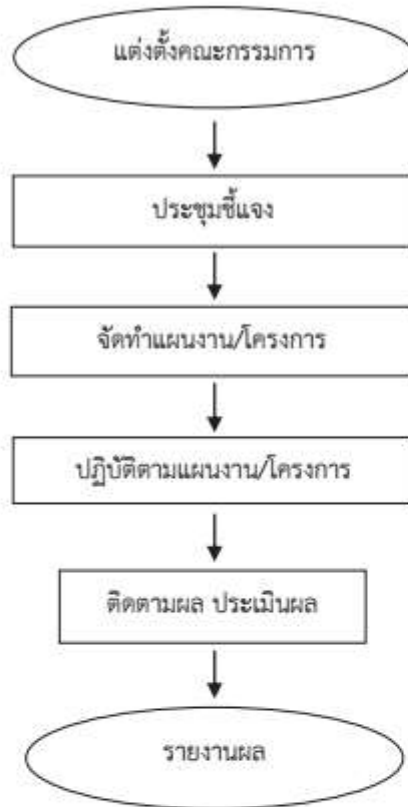 แต่งตั้งคณะกรรมการ
ประชุมชี้แจง
จัดทำแผนงาน/โครงการ
ปฏิบัติตามแผนงาน/โครงการ
ติดตามผล ประเมินผล
รายงานผล